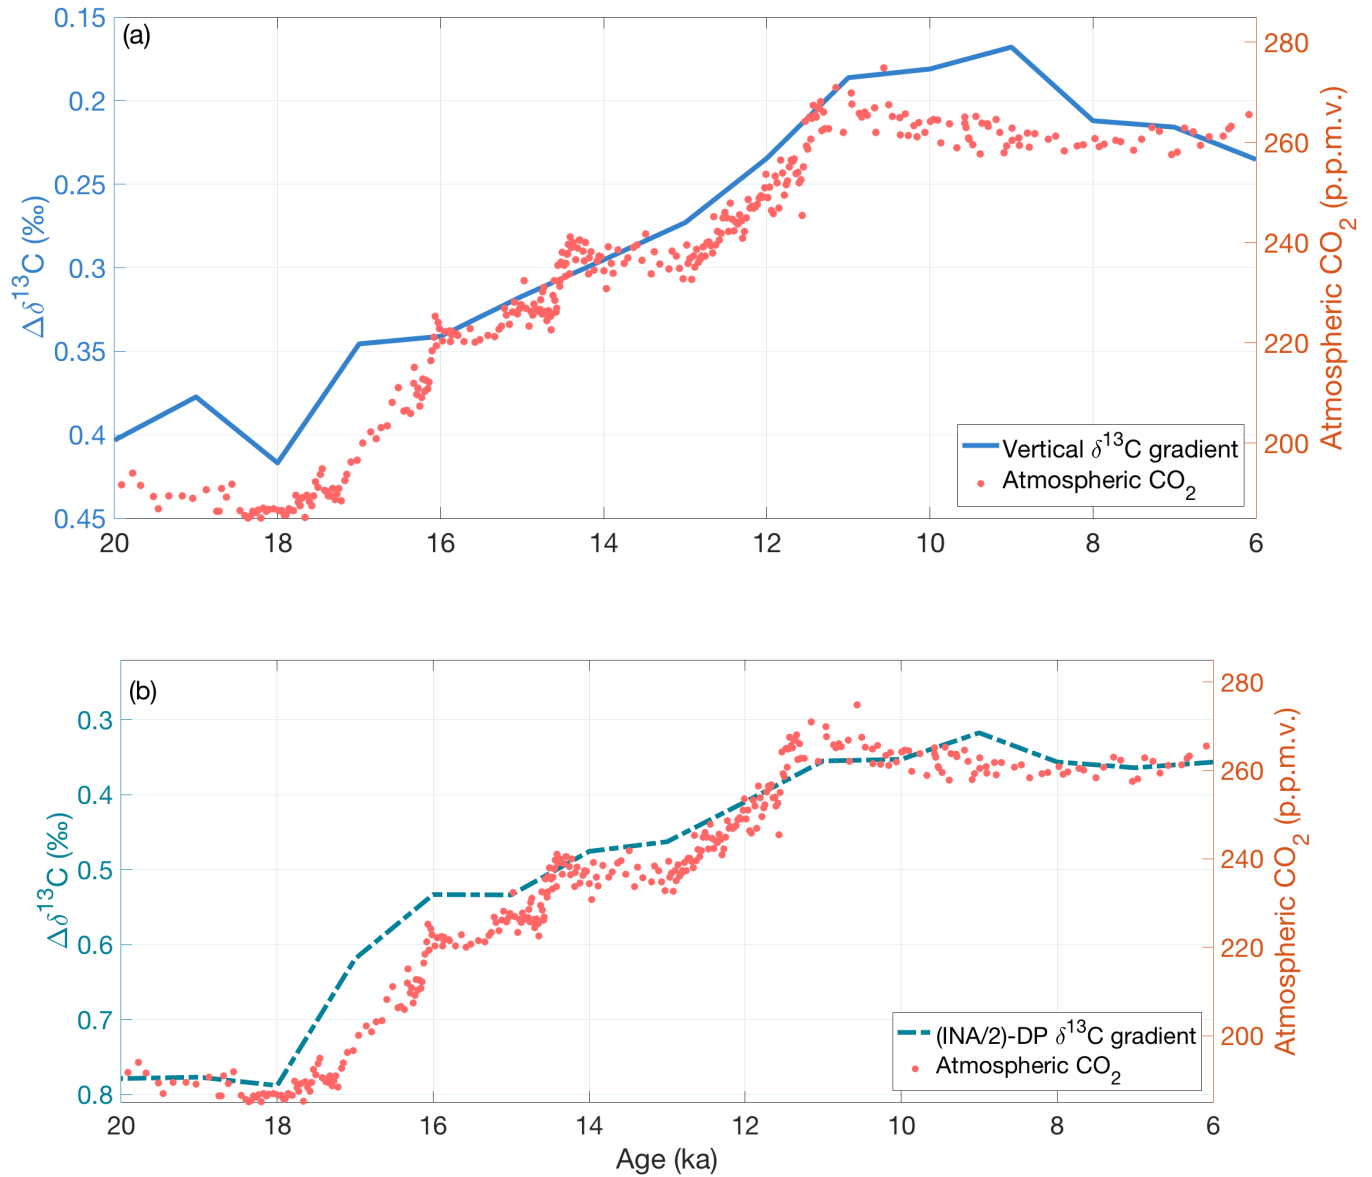 (a)
0.15
0.2
0.25
0.3
0.35
0.4
0.45
Δδ¹³C (‰)
280
260
240
220
200
Atmospheric CO₂ (p.p.m.v.)
Vertical δ¹³C gradient
Atmospheric CO₂
20 18 16 14 12 10 8 6
(b)
0.3
0.4
0.5
0.6
0.7
0.8
Δδ¹³C (‰)
280
260
240
220
200
Atmospheric CO₂ (p.p.m.v.)
(INA/2)-DP δ¹³C gradient
Atmospheric CO₂
20 18 16 14 12 10 8 6
Age (ka)